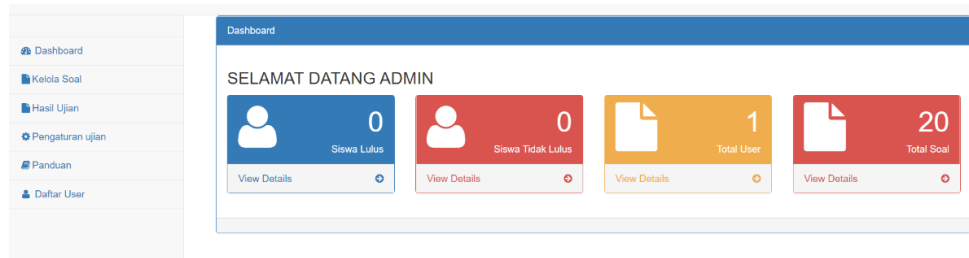 Dashboard
Kelola Soal
Hasil Ujian
Pengaturan ujian
Panduan
Daftar User
Dashboard
SELAMAT DATANG ADMIN
0
Siswa Lulus
View Details
0
Siswa Tidak Lulus
View Details
1
Total User
View Details
20
Total Soal
View Details